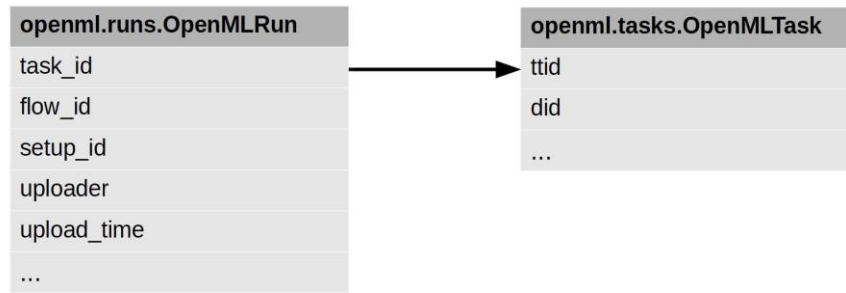 openml.runs.OpenMLRun
task_id
flow_id
setup_id
uploader
upload_time
...
openml.tasks.OpenMLTask
ttid
did
...